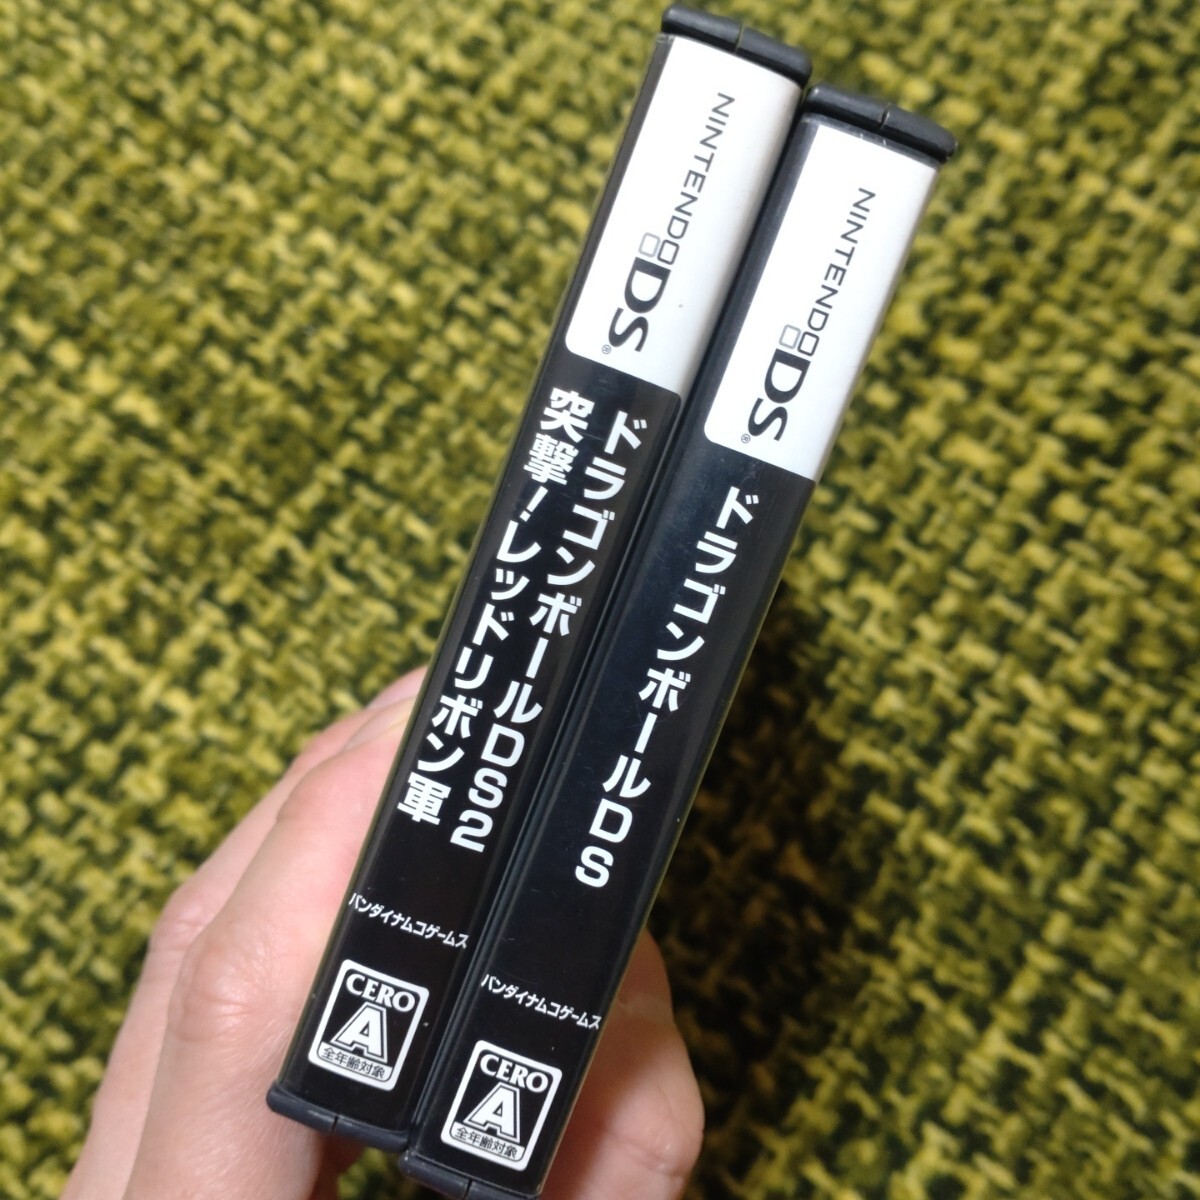 NINTENDO DS®
ドラゴンボールDS2
突撃!レッドリボン軍
バンダイナムコゲームス
CERO
A
全年齢対象
NINTENDO DS®
ドラゴンボールDS
バンダイナムコゲームス
CERO
A
全年齢対象